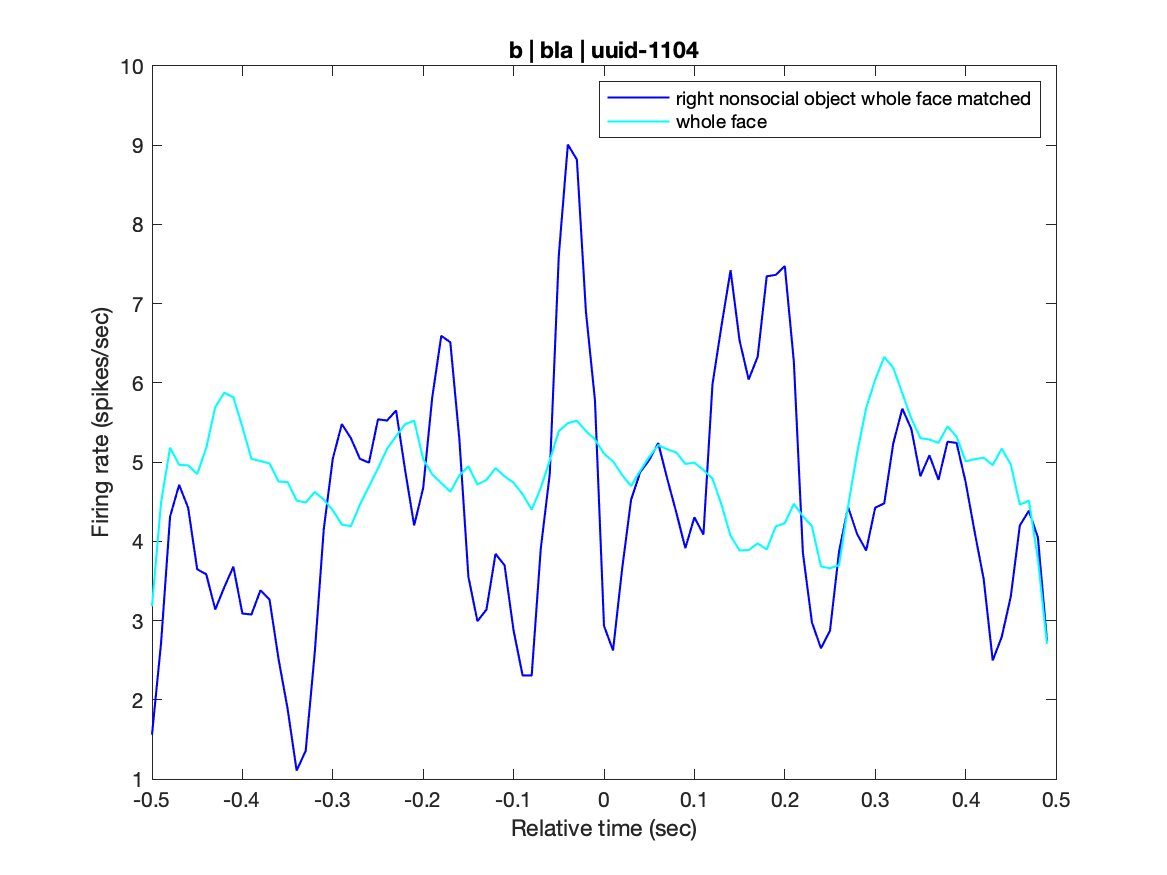 b | bla | uuid-1104
right nonsocial object whole face matched
whole face
Firing rate (spikes/sec)
10
9
8
7
6
5
4
3
2
1
-0.5 -0.4 -0.3 -0.2 -0.1 0 0.1 0.2 0.3 0.4 0.5
Relative time (sec)